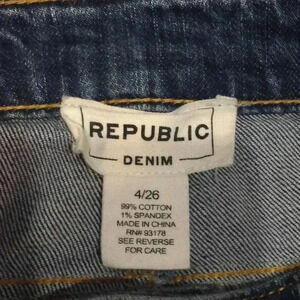 REPUBLIC
DENIM
4/26
99% COTTON
1% SPANDEX
MADE IN CHINA
RN# 93178
SEE REVERSE
FOR CARE